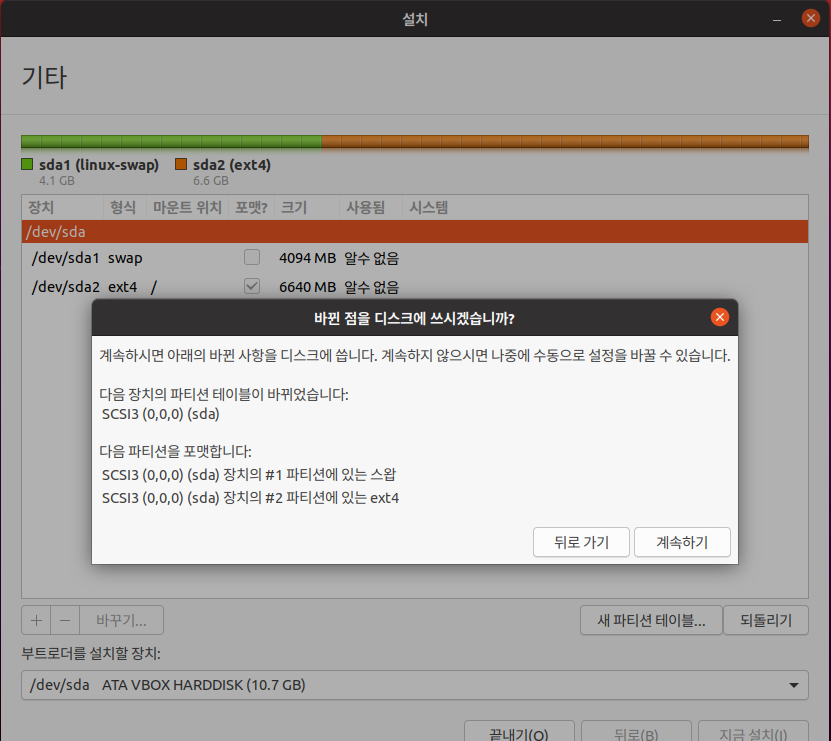 설치
기타
sda1 (linux-swap) sda2 (ext4)
4.1 GB 6.6 GB
장치 형식 마운트 위치 포맷? 크기 사용됨 시스템
/dev/sda
/dev/sda1 swap 4094 MB 알수 없음
/dev/sda2 ext4 / 6640 MB 알수 없음
바뀐 점을 디스크에 쓰시겠습니까?
계속하시면 아래의 바뀐 사항을 디스크에 씁니다. 계속하지 않으시면 나중에 수동으로 설정을 바꿀 수 있습니다.
다음 장치의 파티션 테이블이 바뀌었습니다:
SCSI3 (0,0,0) (sda)
다음 파티션을 포맷합니다:
SCSI3 (0,0,0) (sda) 장치의 #1 파티션에 있는 스왑
SCSI3 (0,0,0) (sda) 장치의 #2 파티션에 있는 ext4
뒤로 가기 계속하기
+ − 바꾸기... 새 파티션 테이블... 되돌리기
부트로더를 설치할 장치:
/dev/sda ATA VBOX HARDDISK (10.7 GB)
끝내기(Q) 뒤로(B) 지금 설치(I)